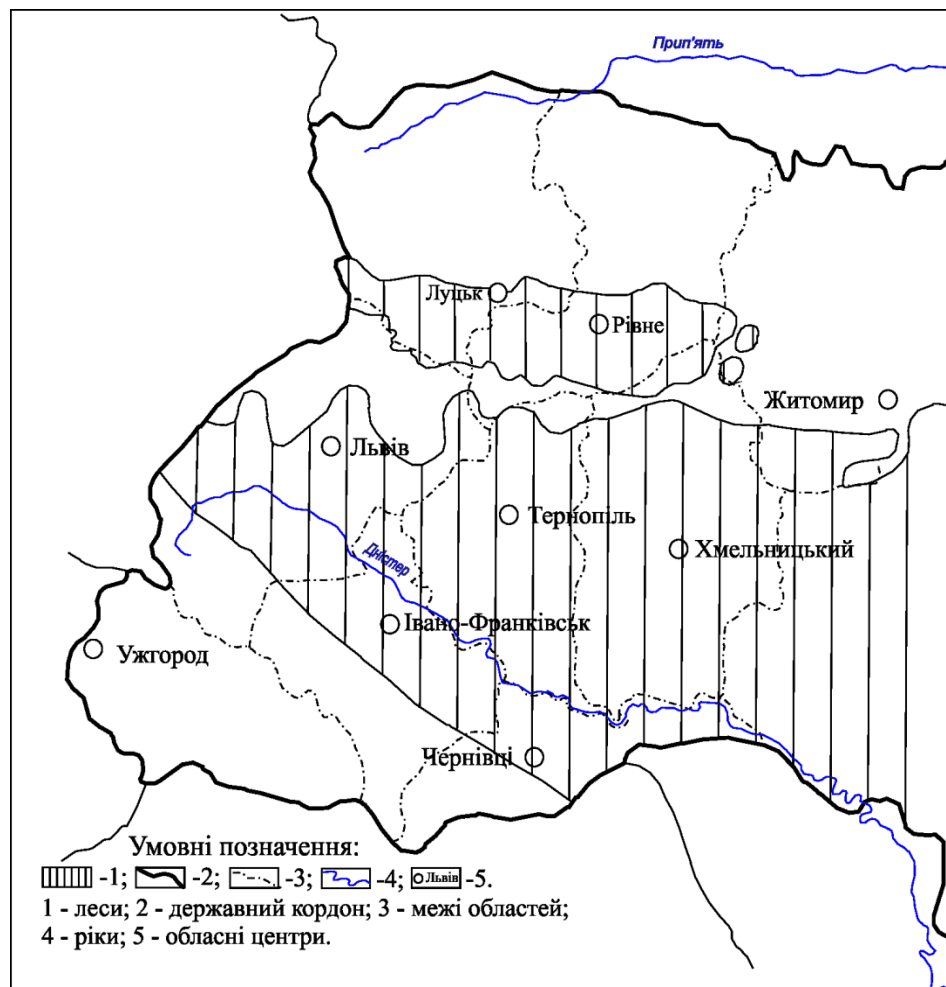 Прип'ять
Луцьк
Рівне
Житомир
Львів
Тернопіль
Хмельницький
Дністер
Івано-Франківськ
Ужгород
Чернівці
Умовні позначення:
-1; -2; -3; -4; Львів -5.
1 - леси; 2 - державний кордон; 3 - межі областей;
4 - ріки; 5 - обласні центри.